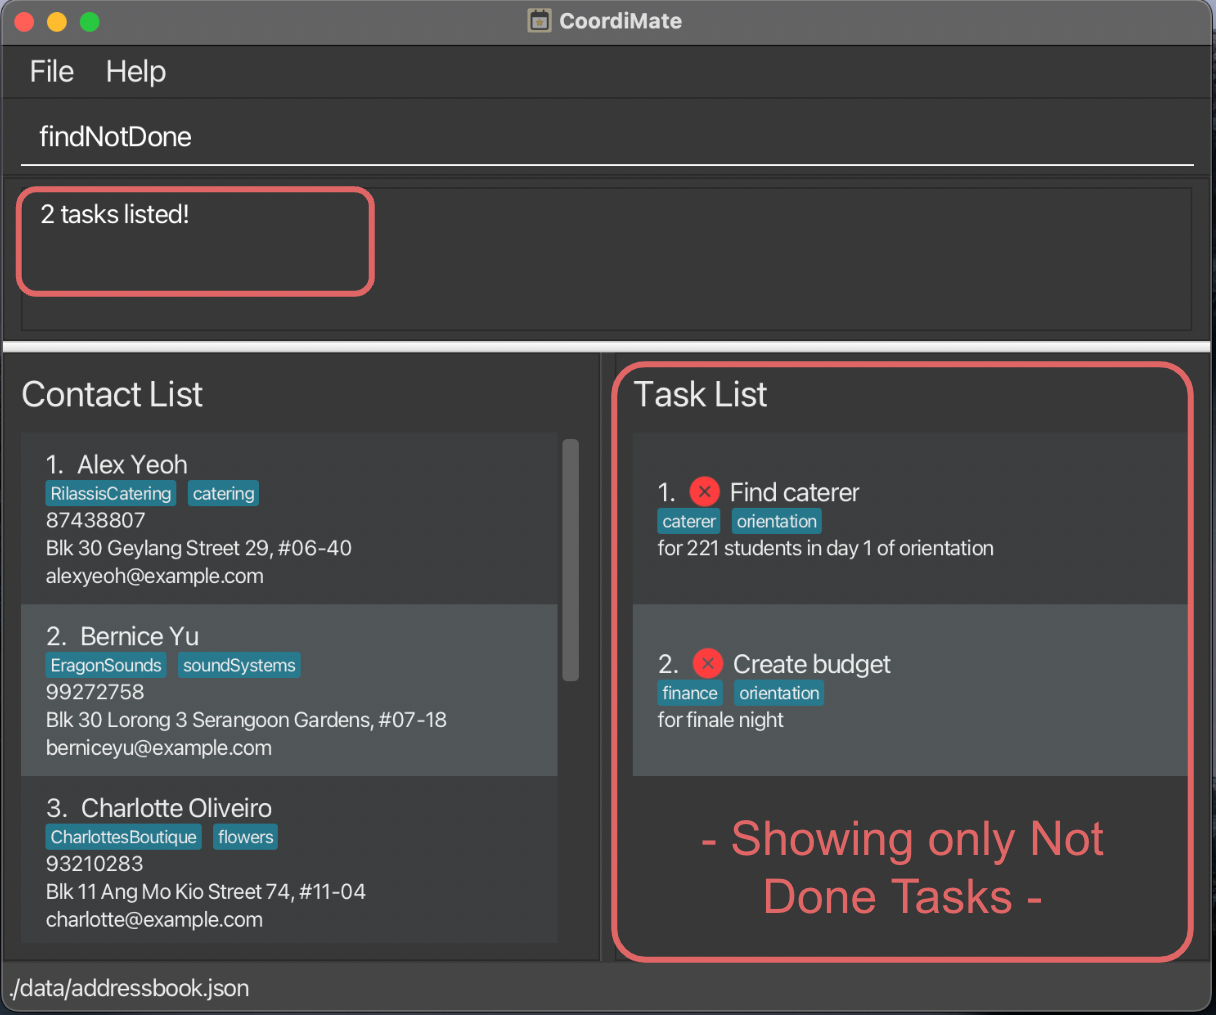 CoordiMate
File Help
findNotDone
2 tasks listed!
Contact List
1. Alex Yeoh
RilassisCatering catering
87438807
Blk 30 Geylang Street 29, #06-40
alexyeoh@example.com
2. Bernice Yu
EragonSounds soundSystems
99272758
Blk 30 Lorong 3 Serangoon Gardens, #07-18
berniceyu@example.com
3. Charlotte Oliveiro
CharlottesBoutique flowers
93210283
Blk 11 Ang Mo Kio Street 74, #11-04
charlotte@example.com
Task List
1. Find caterer
caterer orientation
for 221 students in day 1 of orientation
2. Create budget
finance orientation
for finale night
- Showing only Not
Done Tasks -
./data/addressbook.json